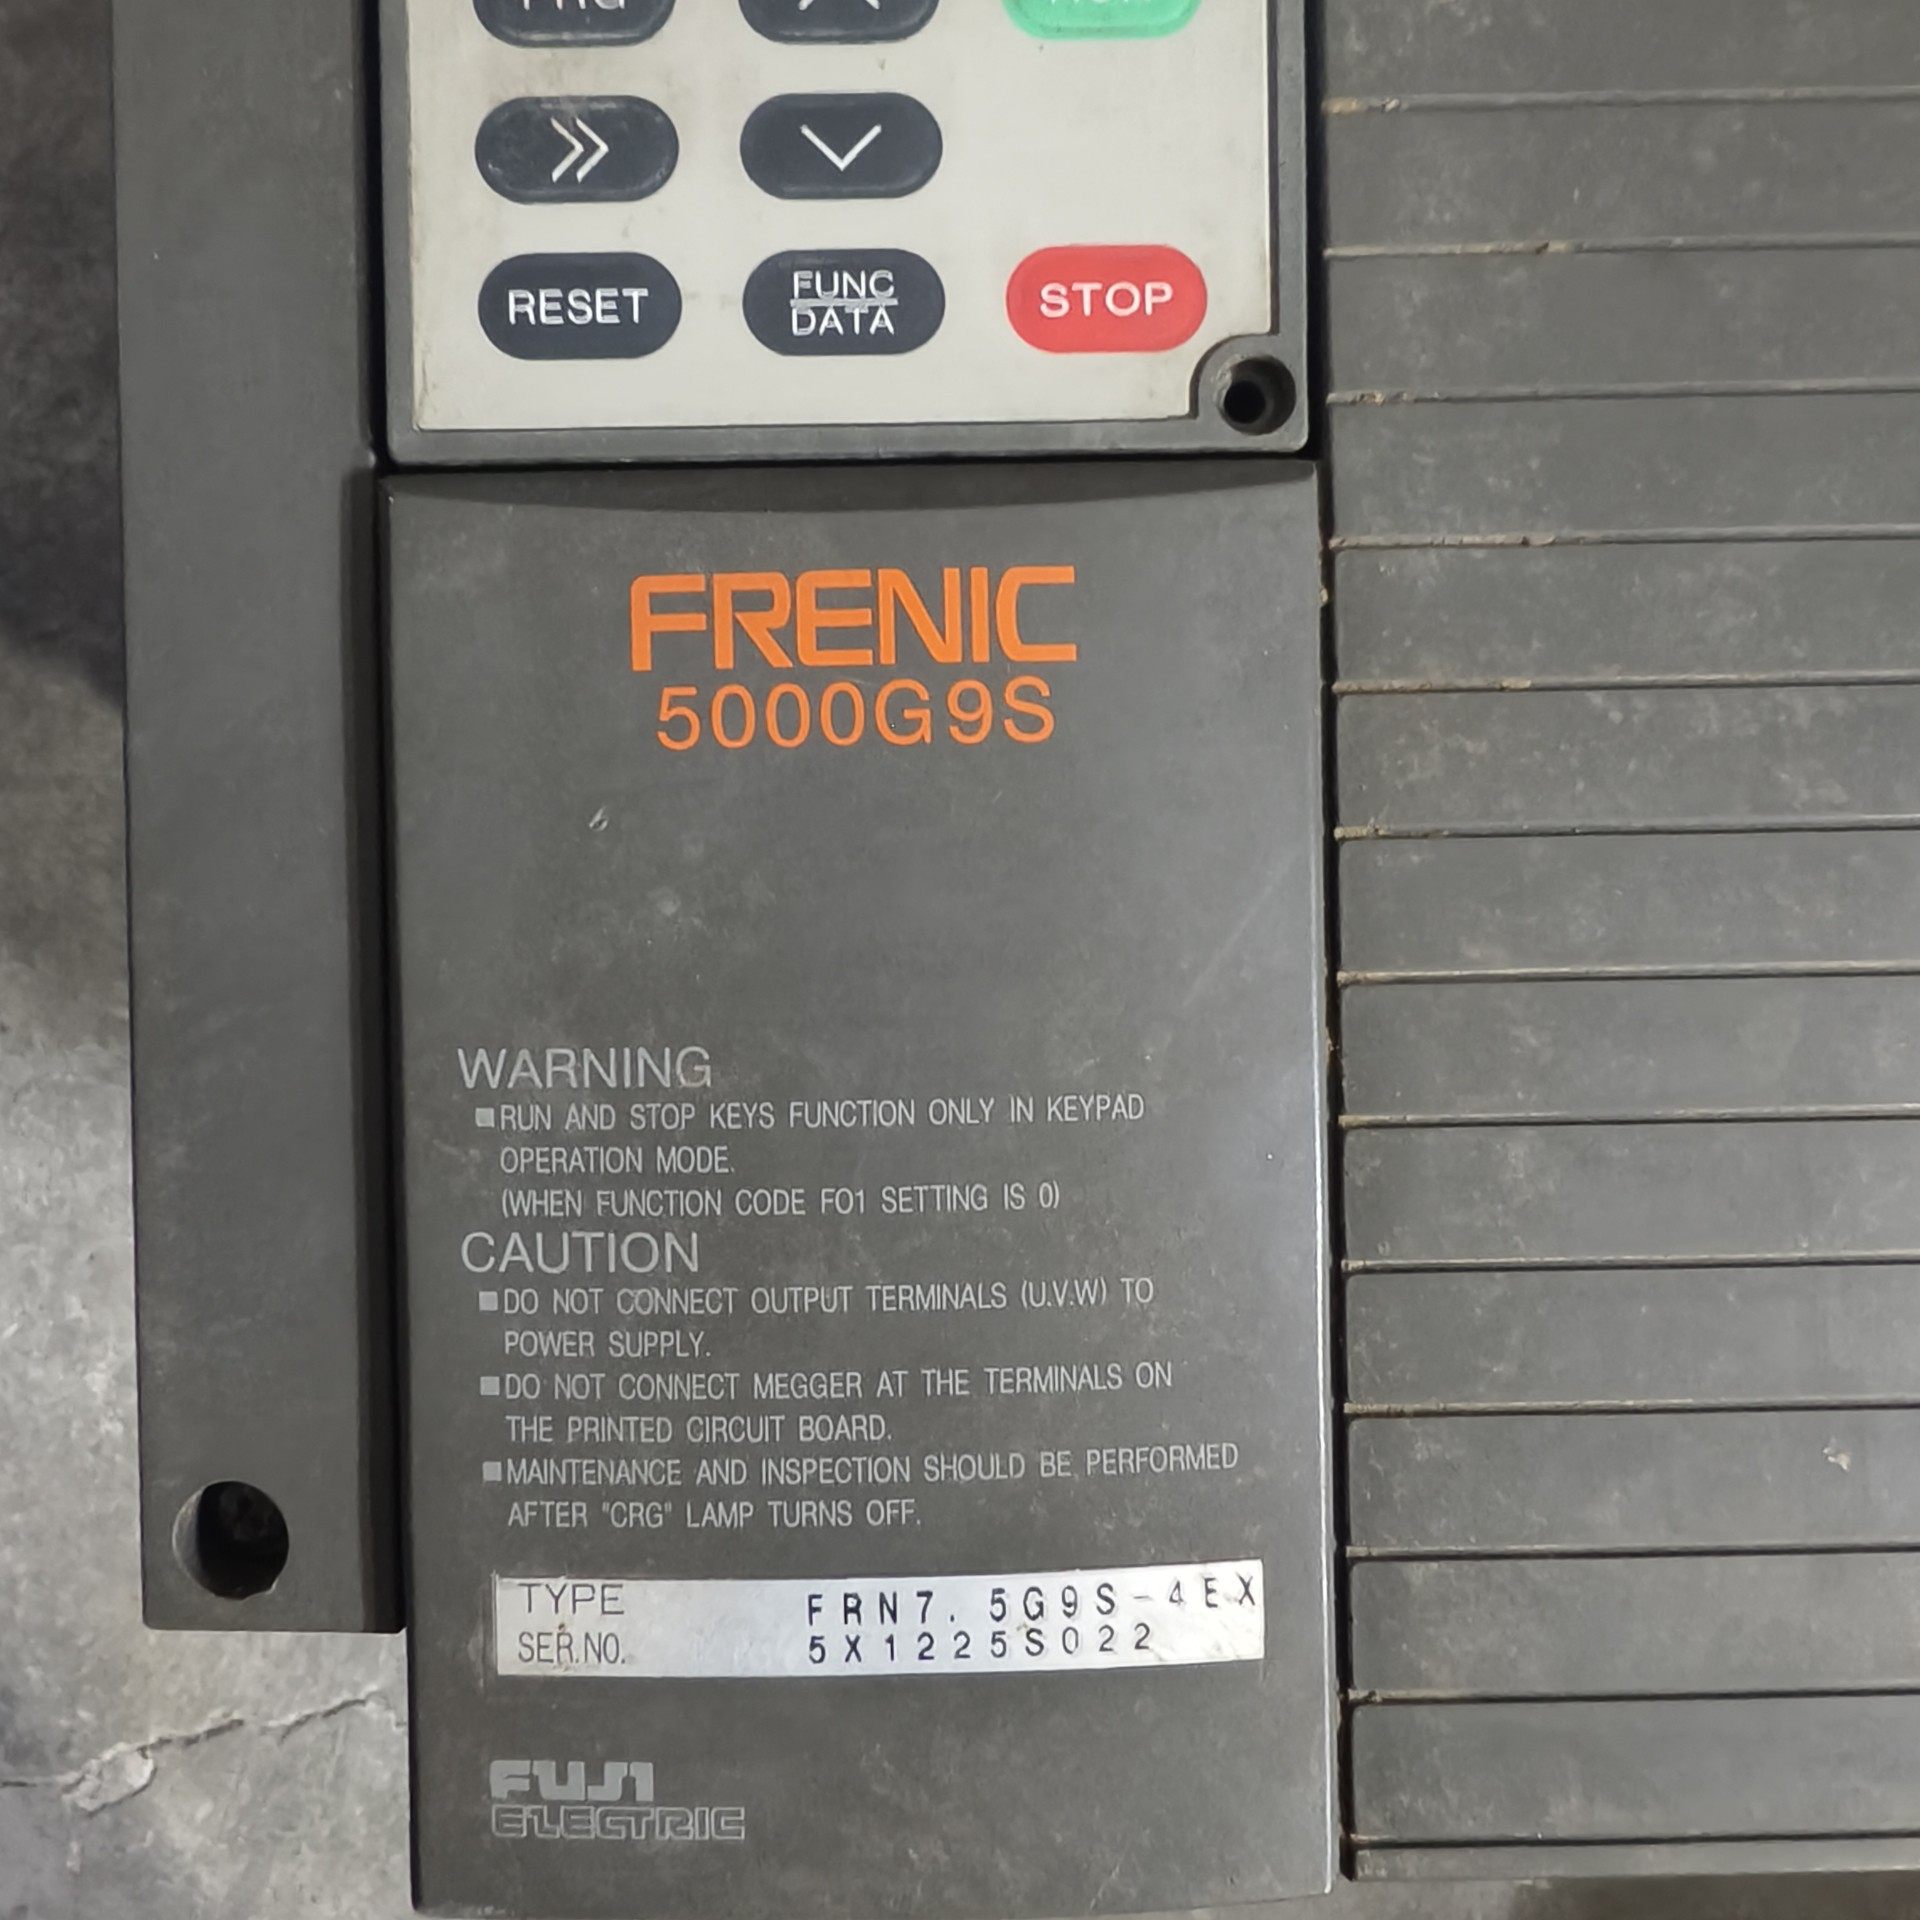 PRG
RESET
FUNC
DATA
STOP
FRENIC
5000G9S
WARNING
■RUN AND STOP KEYS FUNCTION ONLY IN KEYPAD
OPERATION MODE.
(WHEN FUNCTION CODE F01 SETTING IS 0)
CAUTION
■DO NOT CONNECT OUTPUT TERMINALS (U.V.W) TO
POWER SUPPLY.
■DO NOT CONNECT MEGGER AT THE TERMINALS ON
THE PRINTED CIRCUIT BOARD.
■MAINTENANCE AND INSPECTION SHOULD BE PERFORMED
AFTER "CRG" LAMP TURNS OFF.
TYPE FRN7.5G9S-4EX
SER.NO. 5X1225S022
FUJI
ELECTRIC